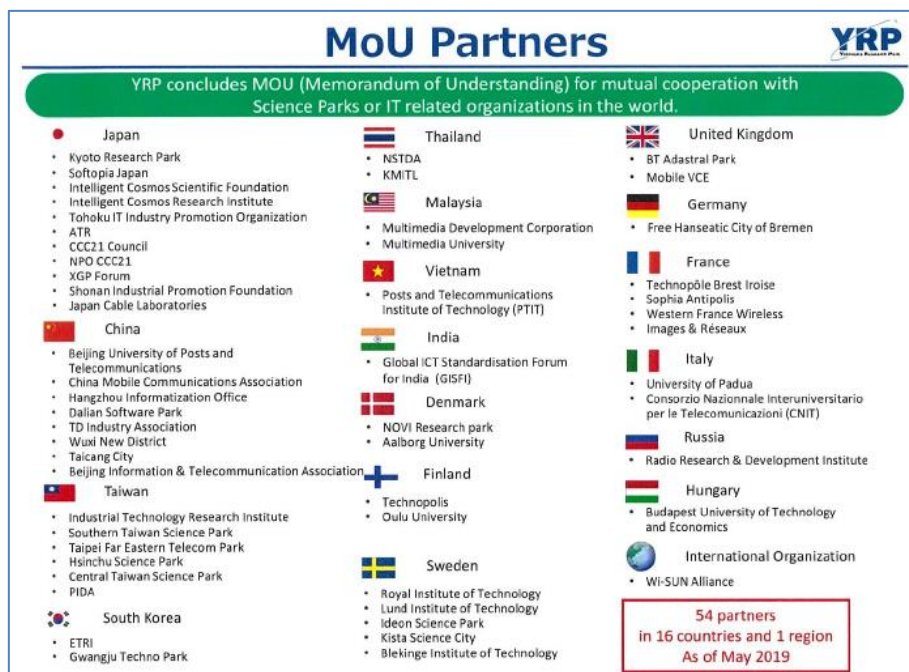 MoU Partners
YRP
YRP concludes MOU (Memorandum of Understanding) for mutual cooperation with
Science Parks or IT related organizations in the world.
Japan
• Kyoto Research Park
• Softopia Japan
• Intelligent Cosmos Scientific Foundation
• Intelligent Cosmos Research Institute
• Tohoku IT Industry Promotion Organization
• ATR
• CCC21 Council
• NPO CCC21
• XGP Forum
• Shonan Industrial Promotion Foundation
• Japan Cable Laboratories
China
• Beijing University of Posts and
Telecommunications
• China Mobile Communications Association
• Hangzhou Informatization Office
• Dalian Software Park
• TD Industry Association
• Wuxi New District
• Taicang City
• Beijing Information & Telecommunication Association
Taiwan
• Industrial Technology Research Institute
• Southern Taiwan Science Park
• Taipei Far Eastern Telecom Park
• Hsinchu Science Park
• Central Taiwan Science Park
• PIDA
South Korea
• ETRI
• Gwangju Techno Park
Thailand
• NSTDA
• KMITL
Malaysia
• Multimedia Development Corporation
• Multimedia University
Vietnam
• Posts and Telecommunications
Institute of Technology (PTIT)
India
• Global ICT Standardisation Forum
for India (GISFI)
Denmark
• NOVI Research park
• Aalborg University
Finland
• Technopolis
• Oulu University
Sweden
• Royal Institute of Technology
• Lund Institute of Technology
• Ideon Science Park
• Kista Science City
• Blekinge Institute of Technology
United Kingdom
• BT Adastral Park
• Mobile VCE
Germany
• Free Hanseatic City of Bremen
France
• Technopôle Brest Iroise
• Sophia Antipolis
• Western France Wireless
• Images & Réseaux
Italy
• University of Padua
• Consorzio Nazionnale Interuniversitario
per le Telecomunicazioni (CNIT)
Russia
• Radio Research & Development Institute
Hungary
• Budapest University of Technology
and Economics
International Organization
• Wi-SUN Alliance
54 partners
in 16 countries and 1 region
As of May 2019